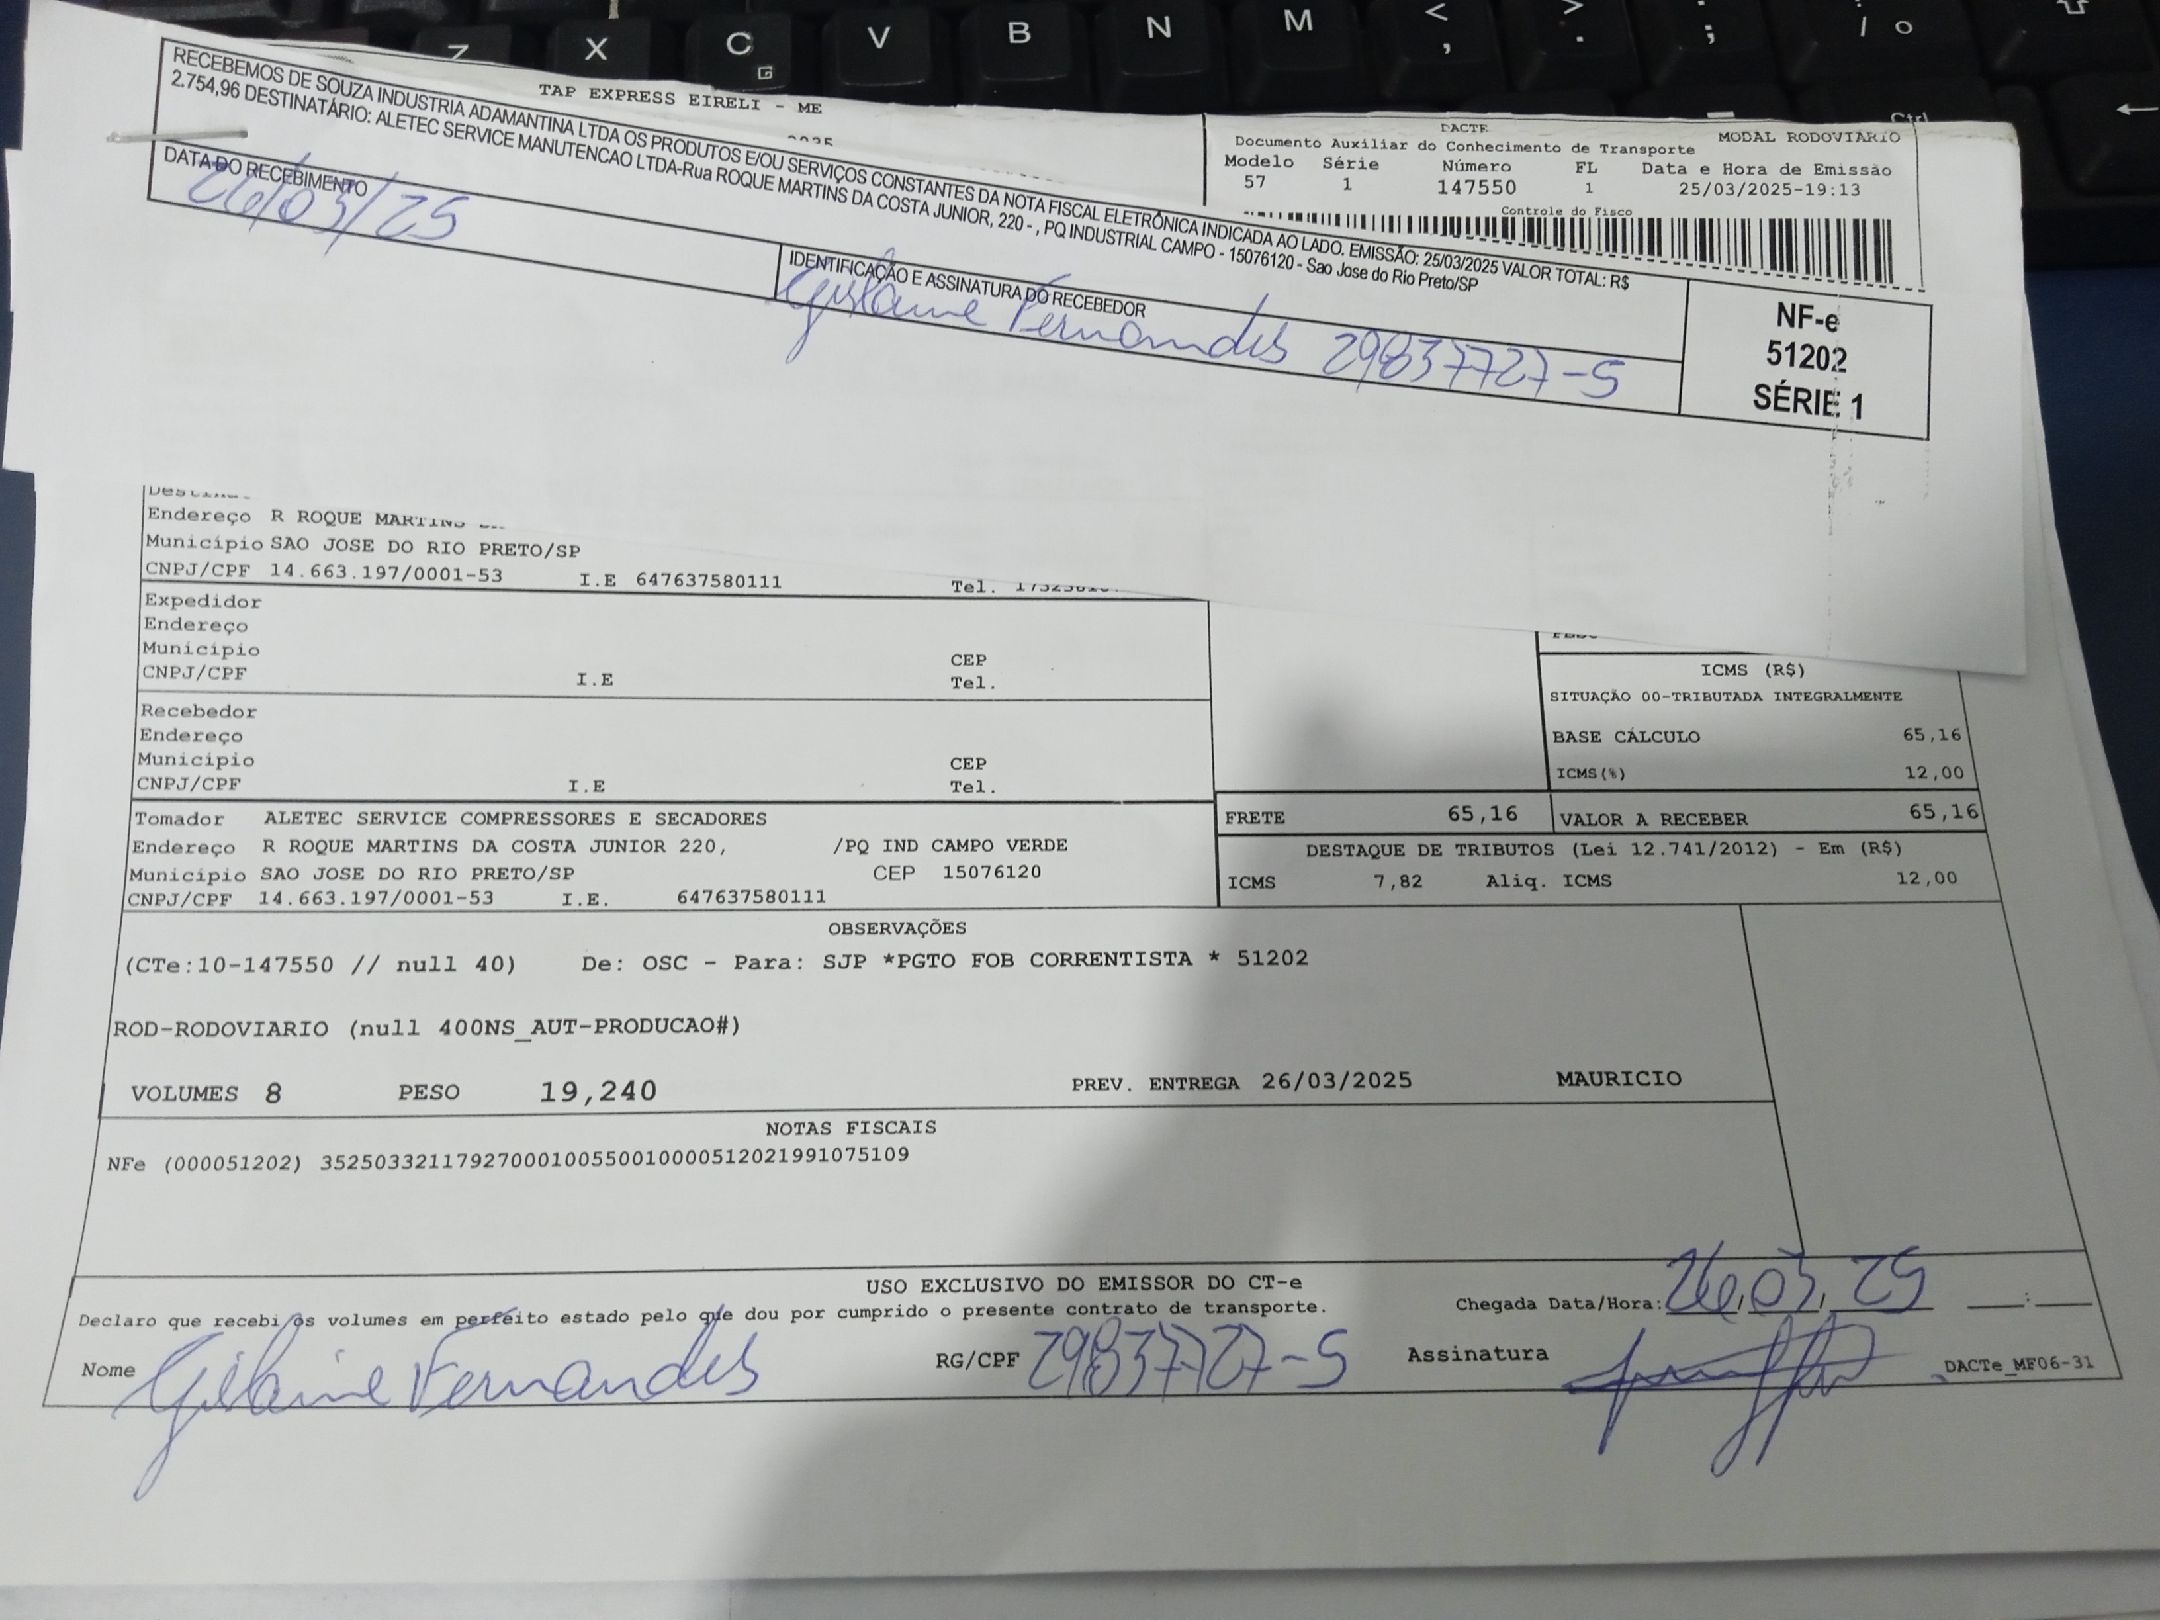 Z X C V B N M < , > . : ; / o
G
Ctrl
TAP EXPRESS EIRELI - ME
RECEBEMOS DE SOUZA INDUSTRIA ADAMANTINA LTDA OS PRODUTOS E/OU SERVIÇOS CONSTANTES DA NOTA FISCAL ELETRÔNICA INDICADA AO LADO. EMISSÃO: 25/03/2025 VALOR TOTAL: R$
2.754,96 DESTINATÁRIO: ALETEC SERVICE MANUTENCAO LTDA-Rua ROQUE MARTINS DA COSTA JUNIOR, 220 - , PQ INDUSTRIAL CAMPO - 15076120 - Sao Jose do Rio Preto/SP
DATA DO RECEBIMENTO
26/03/25
IDENTIFICAÇÃO E ASSINATURA DO RECEBEDOR
Gislaine Fernandes 29837727-5
NF-e
51202
SÉRIE 1
DACTE MODAL RODOVIARIO
Documento Auxiliar do Conhecimento de Transporte
Modelo Série Número FL Data e Hora de Emissão
57 1 147550 1 25/03/2025-19:13
Controle do Fisco
Endereço R ROQUE MARTINS
Município SAO JOSE DO RIO PRETO/SP
CNPJ/CPF 14.663.197/0001-53 I.E 647637580111 Tel.
Expedidor
Endereço
Município CEP
CNPJ/CPF I.E Tel.
Recebedor
Endereço
Município CEP
CNPJ/CPF I.E Tel.
ICMS (R$)
SITUAÇÃO 00-TRIBUTADA INTEGRALMENTE
BASE CÁLCULO 65,16
ICMS(%) 12,00
FRETE 65,16 VALOR A RECEBER 65,16
DESTAQUE DE TRIBUTOS (Lei 12.741/2012) - Em (R$)
ICMS 7,82 Aliq. ICMS 12,00
Tomador ALETEC SERVICE COMPRESSORES E SECADORES
Endereço R ROQUE MARTINS DA COSTA JUNIOR 220, /PQ IND CAMPO VERDE
Município SAO JOSE DO RIO PRETO/SP CEP 15076120
CNPJ/CPF 14.663.197/0001-53 I.E. 647637580111
OBSERVAÇÕES
(CTe:10-147550 // null 40) De: OSC - Para: SJP *PGTO FOB CORRENTISTA * 51202
ROD-RODOVIARIO (null 400NS_AUT-PRODUCAO#)
VOLUMES 8 PESO 19,240 PREV. ENTREGA 26/03/2025 MAURICIO
NOTAS FISCAIS
NFe (000051202) 35250332117927000100550010000512021991075109
USO EXCLUSIVO DO EMISSOR DO CT-e
Declaro que recebi os volumes em perfeito estado pelo que dou por cumprido o presente contrato de transporte.
Chegada Data/Hora: 26/03/25 __:__
Nome Gislaine Fernandes RG/CPF 29837727-5 Assinatura
DACTe_MF06-31